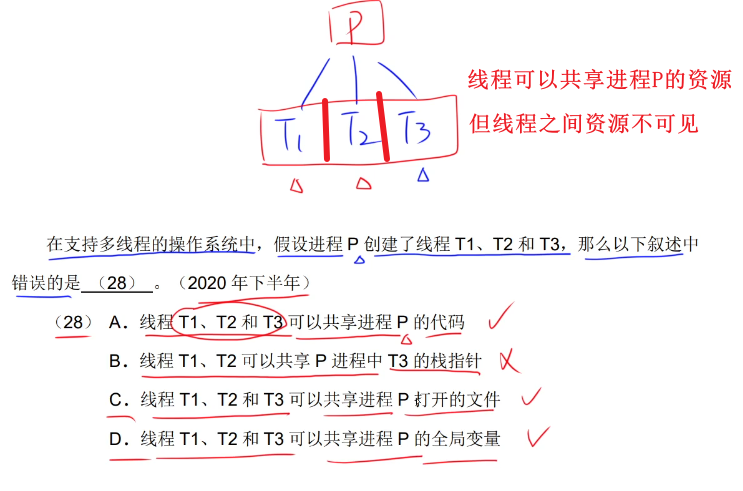 P
T1 T2 T3
线程可以共享进程P的资源
但线程之间资源不可见
在支持多线程的操作系统中，假设进程 P 创建了线程 T1、T2 和 T3，那么以下叙述中
错误的是 （28） 。（2020 年下半年）
（28） A．线程 T1、T2 和 T3 可以共享进程 P 的代码
B．线程 T1、T2 可以共享 P 进程中 T3 的栈指针
C．线程 T1、T2 和 T3 可以共享进程 P 打开的文件
D．线程 T1、T2 和 T3 可以共享进程 P 的全局变量